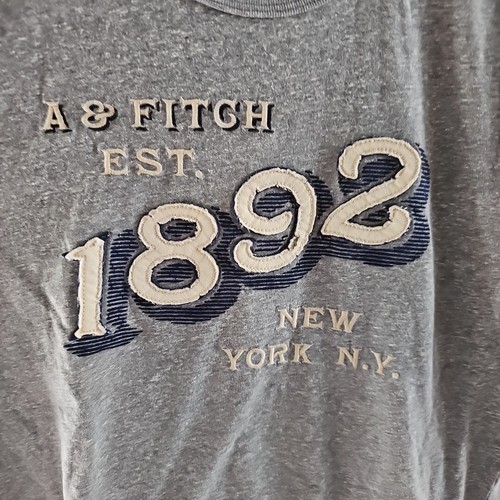 A & FITCH
EST.
1892
NEW
YORK N.Y.